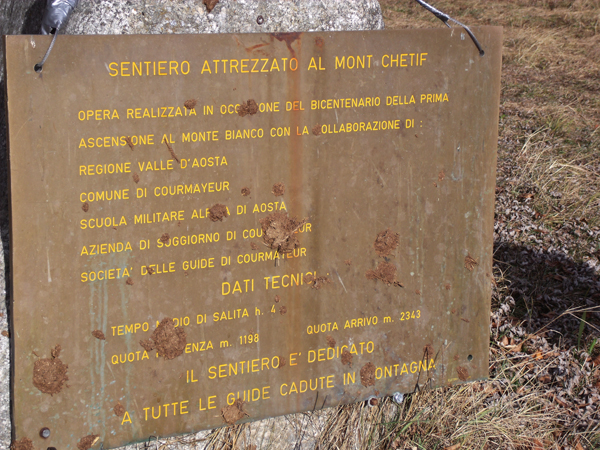 SENTIERO ATTREZZATO AL MONT CHETIF
OPERA REALIZZATA IN OCCASIONE DEL BICENTENARIO DELLA PRIMA
ASCENSIONE AL MONTE BIANCO CON LA COLLABORAZIONE DI :
REGIONE VALLE D'AOSTA
COMUNE DI COURMAYEUR
SCUOLA MILITARE ALPINA DI AOSTA
AZIENDA DI SOGGIORNO DI COURMAYEUR
SOCIETA' DELLE GUIDE DI COURMAYEUR
DATI TECNICI
TEMPO MEDIO DI SALITA h. 4
QUOTA PARTENZA m. 1198 QUOTA ARRIVO m. 2343
IL SENTIERO E' DEDICATO
A TUTTE LE GUIDE CADUTE IN MONTAGNA